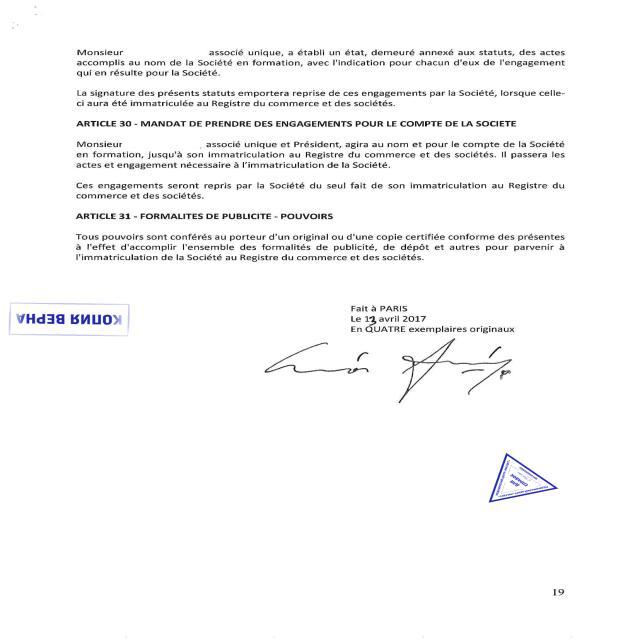 Monsieur associé unique, a établi un état, demeuré annexé aux statuts, des actes
accomplis au nom de la Société en formation, avec l'indication pour chacun d'eux de l'engagement
qui en résulte pour la Société.
La signature des présents statuts emportera reprise de ces engagements par la Société, lorsque celle-
ci aura été immatriculée au Registre du commerce et des sociétés.
ARTICLE 30 - MANDAT DE PRENDRE DES ENGAGEMENTS POUR LE COMPTE DE LA SOCIETE
Monsieur , associé unique et Président, agira au nom et pour le compte de la Société
en formation, jusqu'à son immatriculation au Registre du commerce et des sociétés. Il passera les
actes et engagement nécessaire à l'immatriculation de la Société.
Ces engagements seront repris par la Société du seul fait de son immatriculation au Registre du
commerce et des sociétés.
ARTICLE 31 - FORMALITES DE PUBLICITE - POUVOIRS
Tous pouvoirs sont conférés au porteur d'un original ou d'une copie certifiée conforme des présentes
à l'effet d'accomplir l'ensemble des formalités de publicité, de dépôt et autres pour parvenir à
l'immatriculation de la Société au Registre du commerce et des sociétés.
Fait à PARIS
Le 13 avril 2017
En QUATRE exemplaires originaux
КОПИЯ ВЕРНА
19